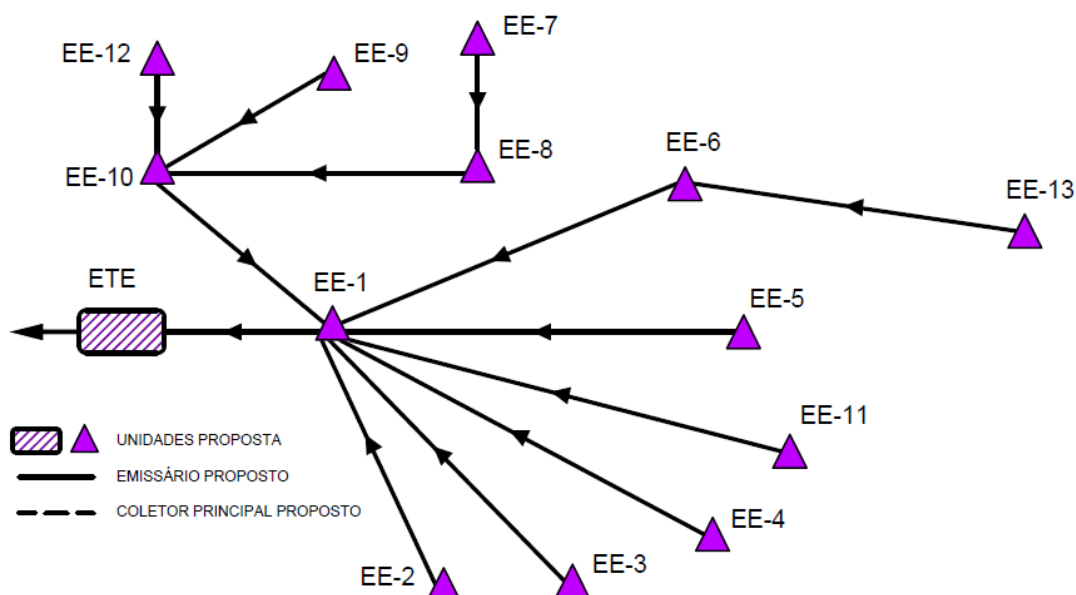 EE-12
EE-9
EE-7
EE-10
EE-8
EE-6
EE-13
ETE
EE-1
EE-5
EE-11
UNIDADES PROPOSTA
EMISSÁRIO PROPOSTO
COLETOR PRINCIPAL PROPOSTO
EE-4
EE-2
EE-3